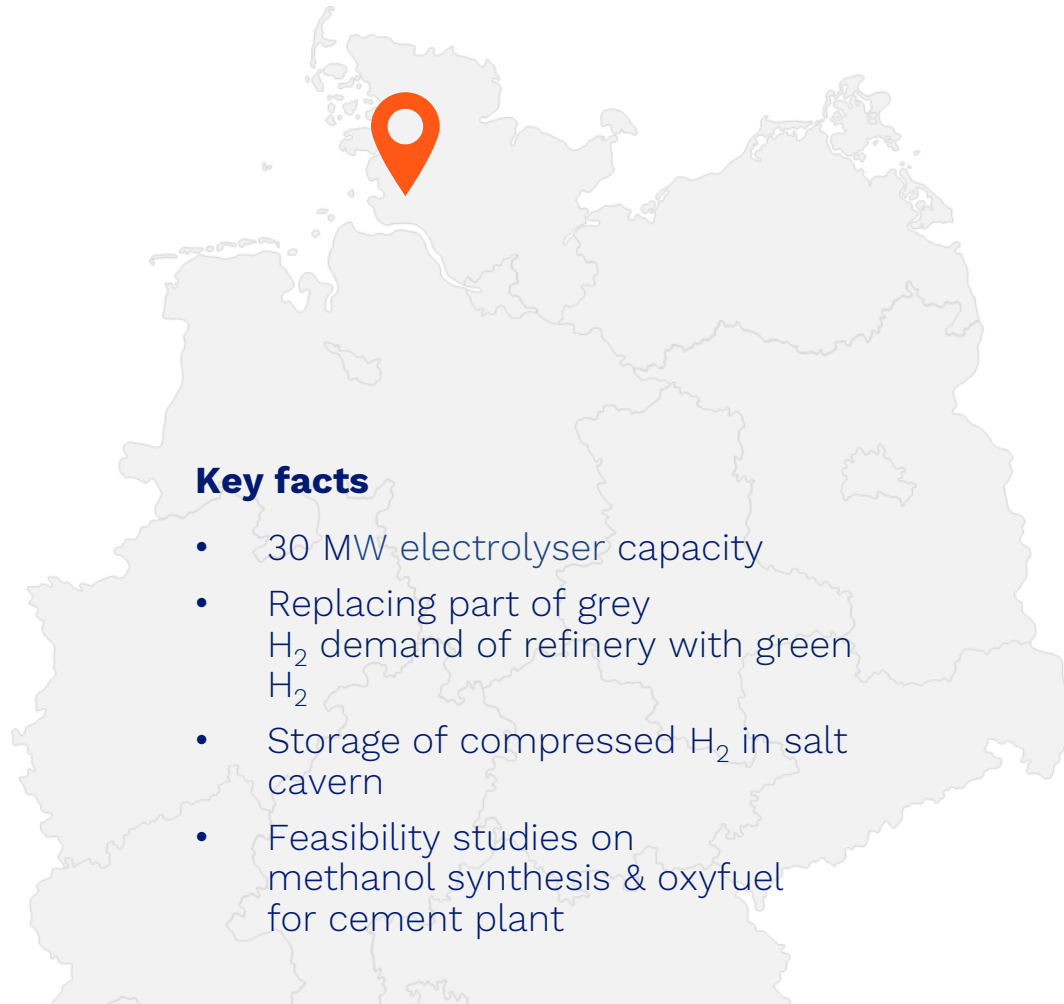 Key facts
• 30 MW electrolyser capacity
• Replacing part of grey
H₂ demand of refinery with green
H₂
• Storage of compressed H₂ in salt
cavern
• Feasibility studies on
methanol synthesis & oxyfuel
for cement plant